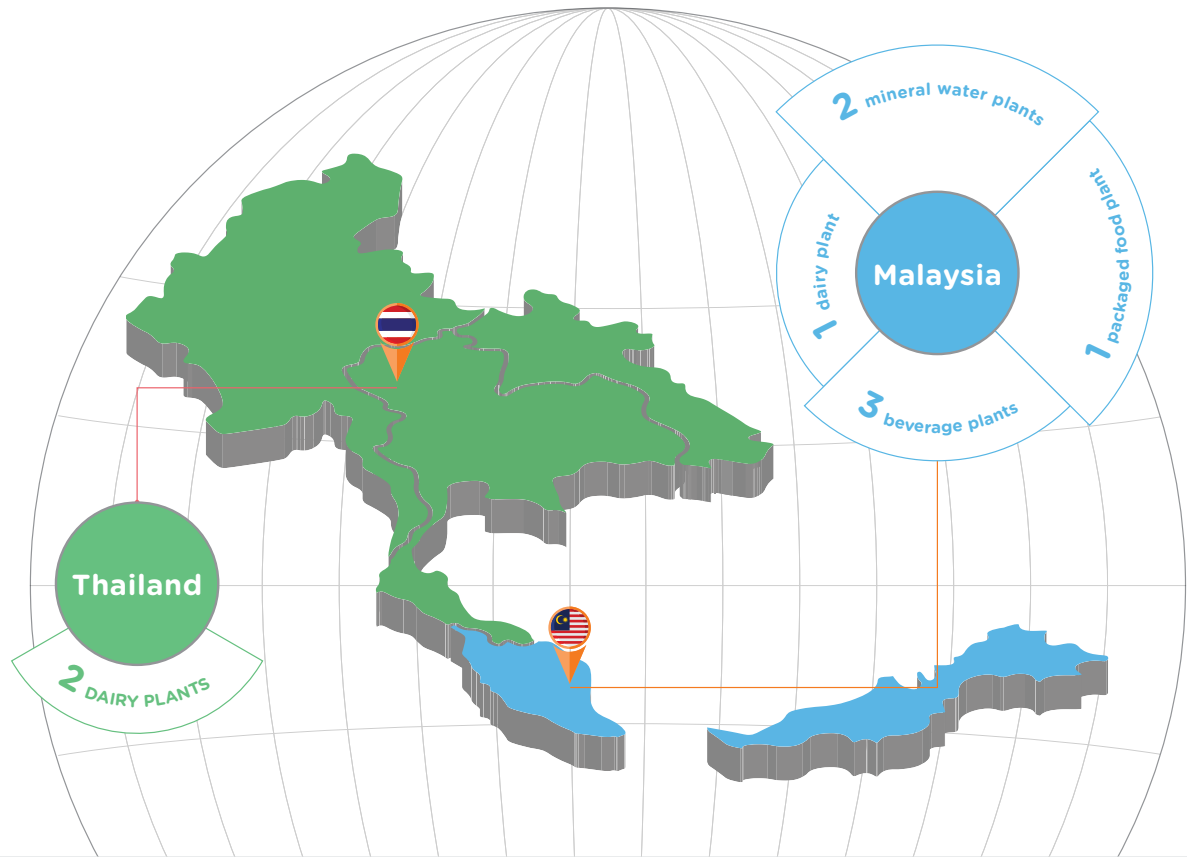 2 mineral water plants
1 dairy plant
Malaysia
1 packaged food plant
3 beverage plants
Thailand
2 DAIRY PLANTS